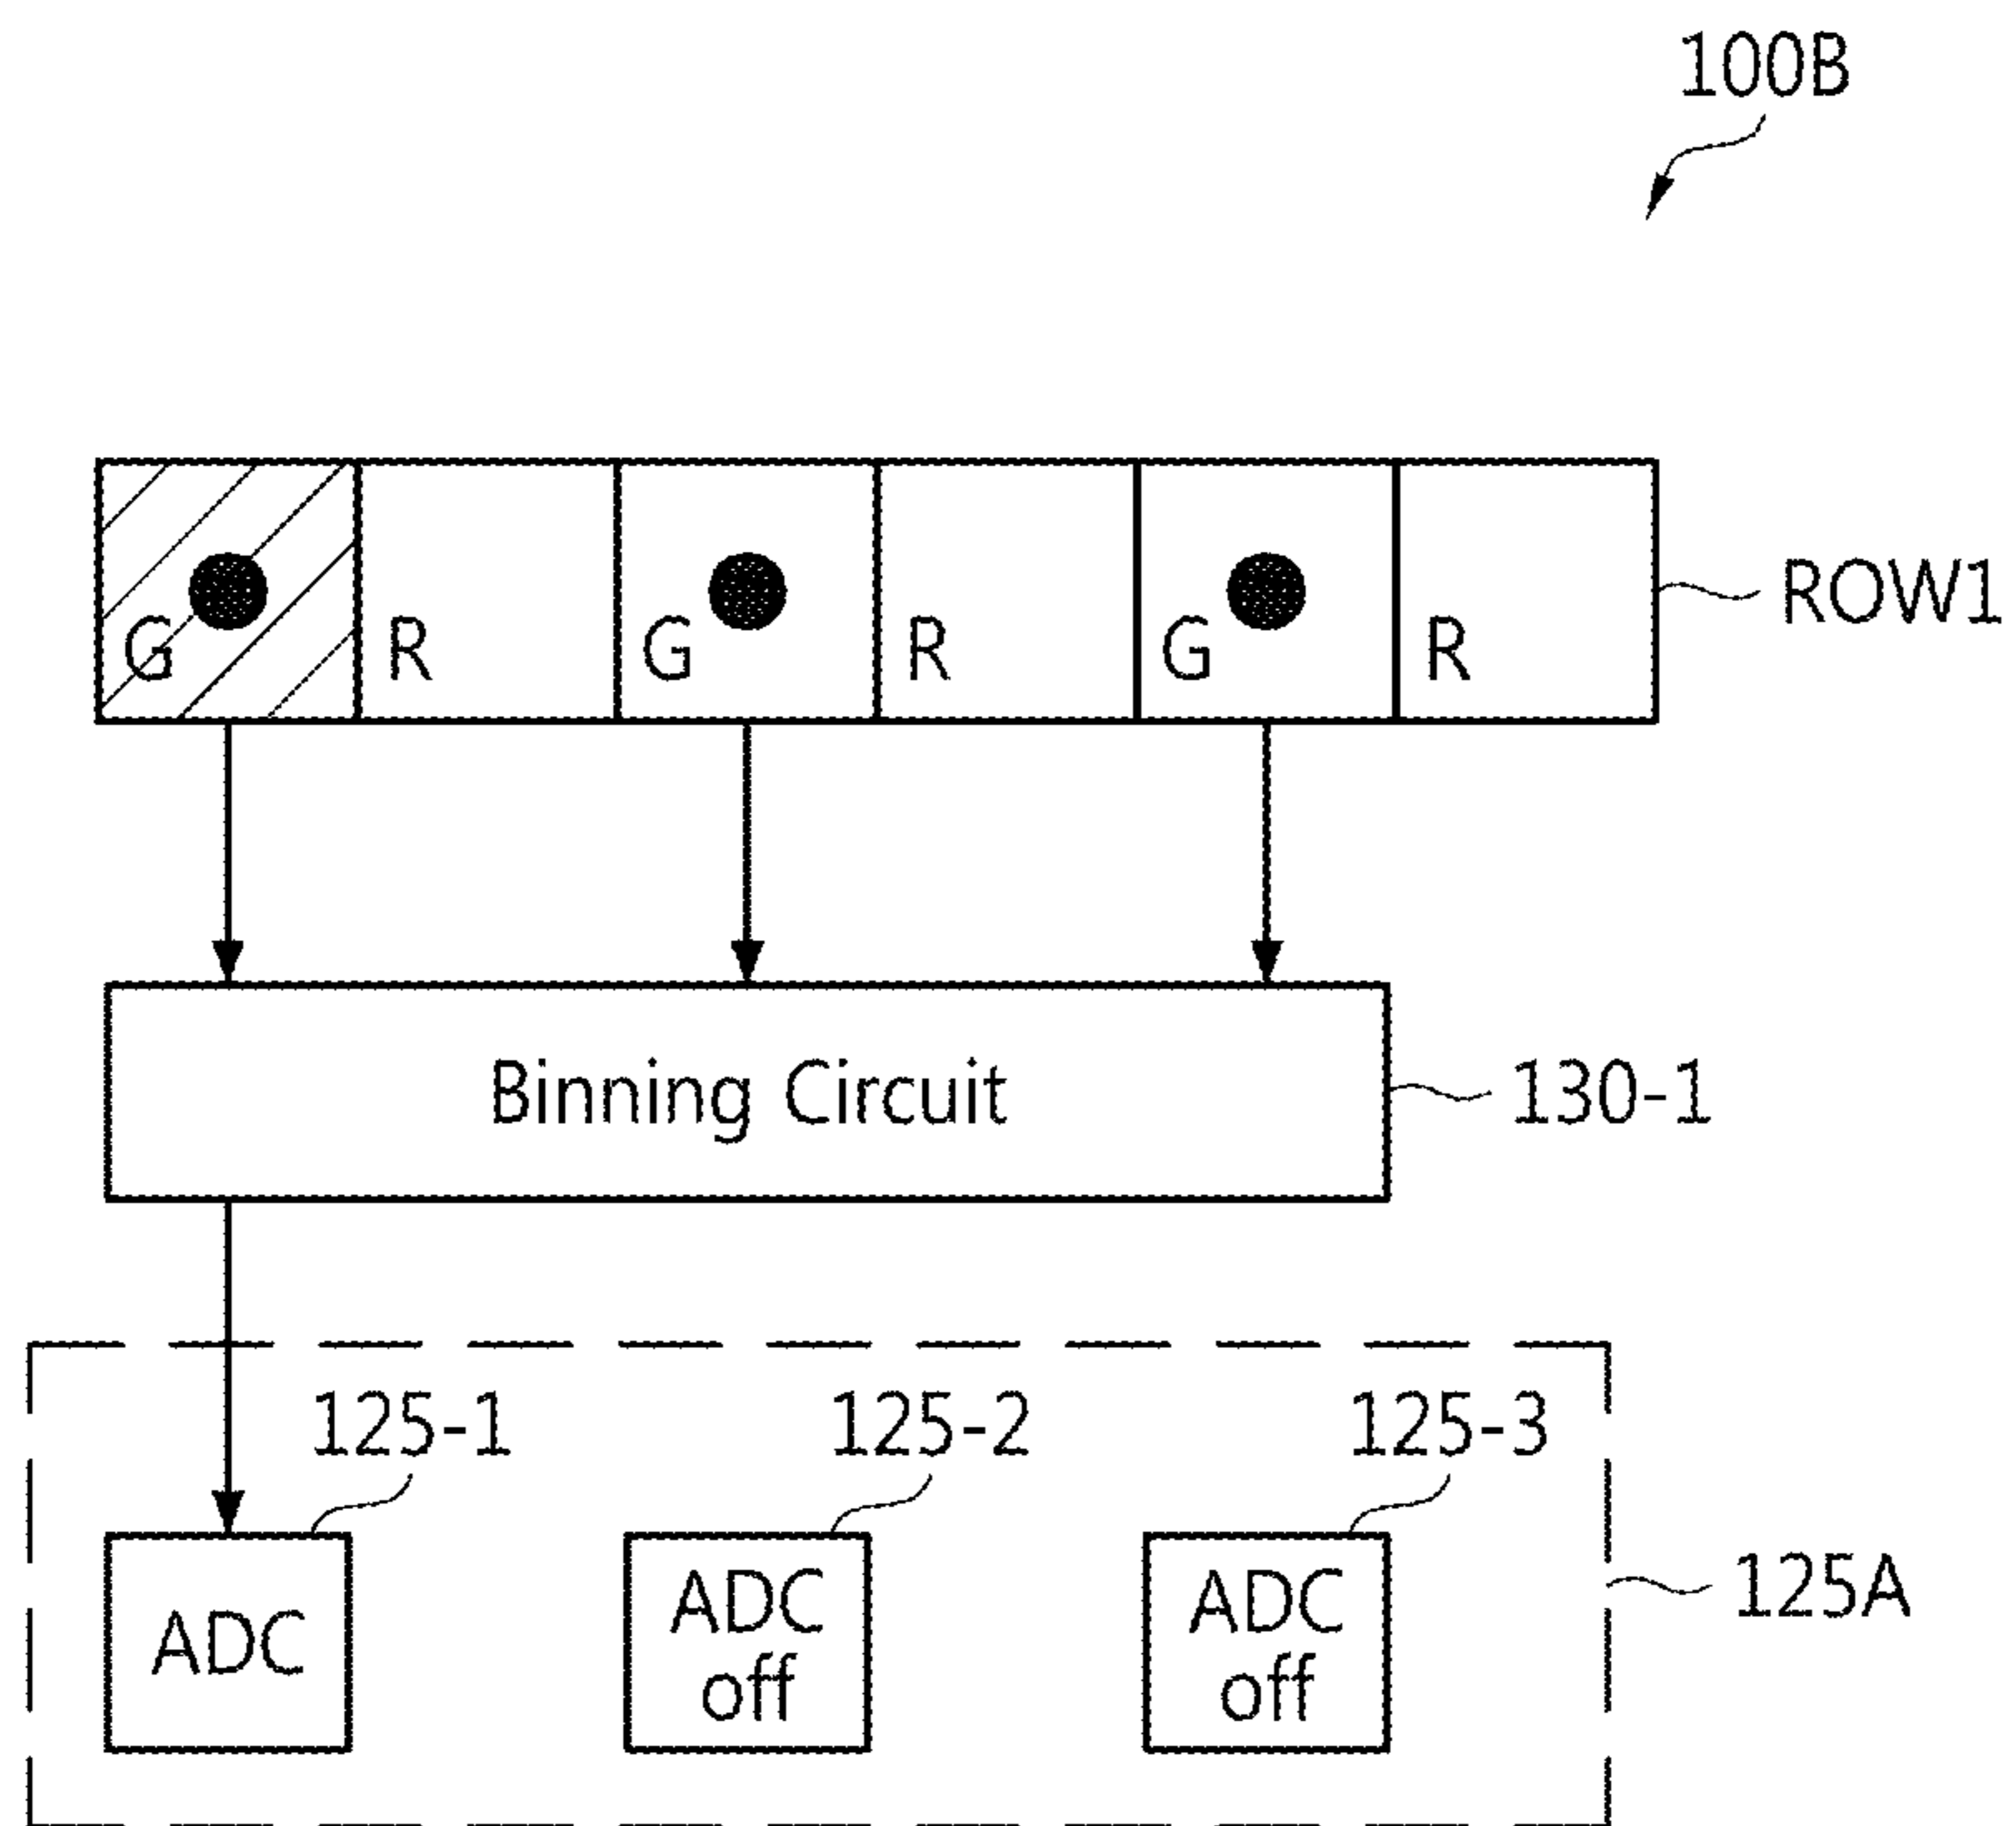 100B
G R G R G R
ROW1
Binning Circuit
130-1
125-1 125-2 125-3
ADC
ADC
off
ADC
off
125A